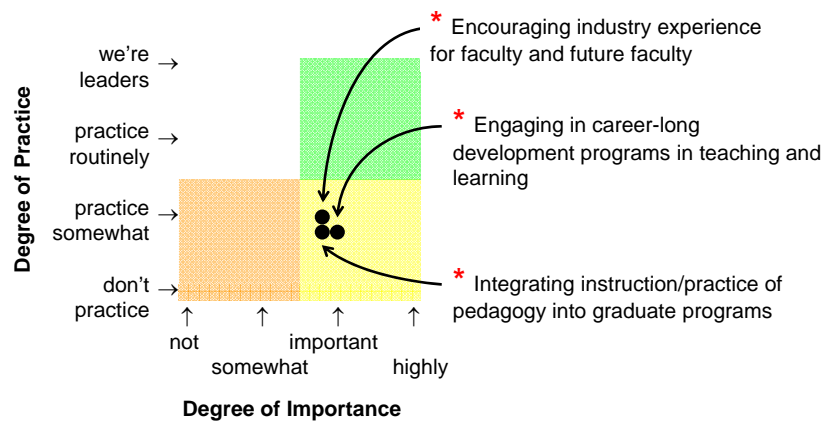 * Encouraging industry experience
for faculty and future faculty
we're
leaders
practice
routinely
* Engaging in career-long
development programs in teaching and
learning
Degree of Practice
practice
somewhat
don't
practice
* Integrating instruction/practice of
pedagogy into graduate programs
not
important
somewhat
highly
Degree of Importance